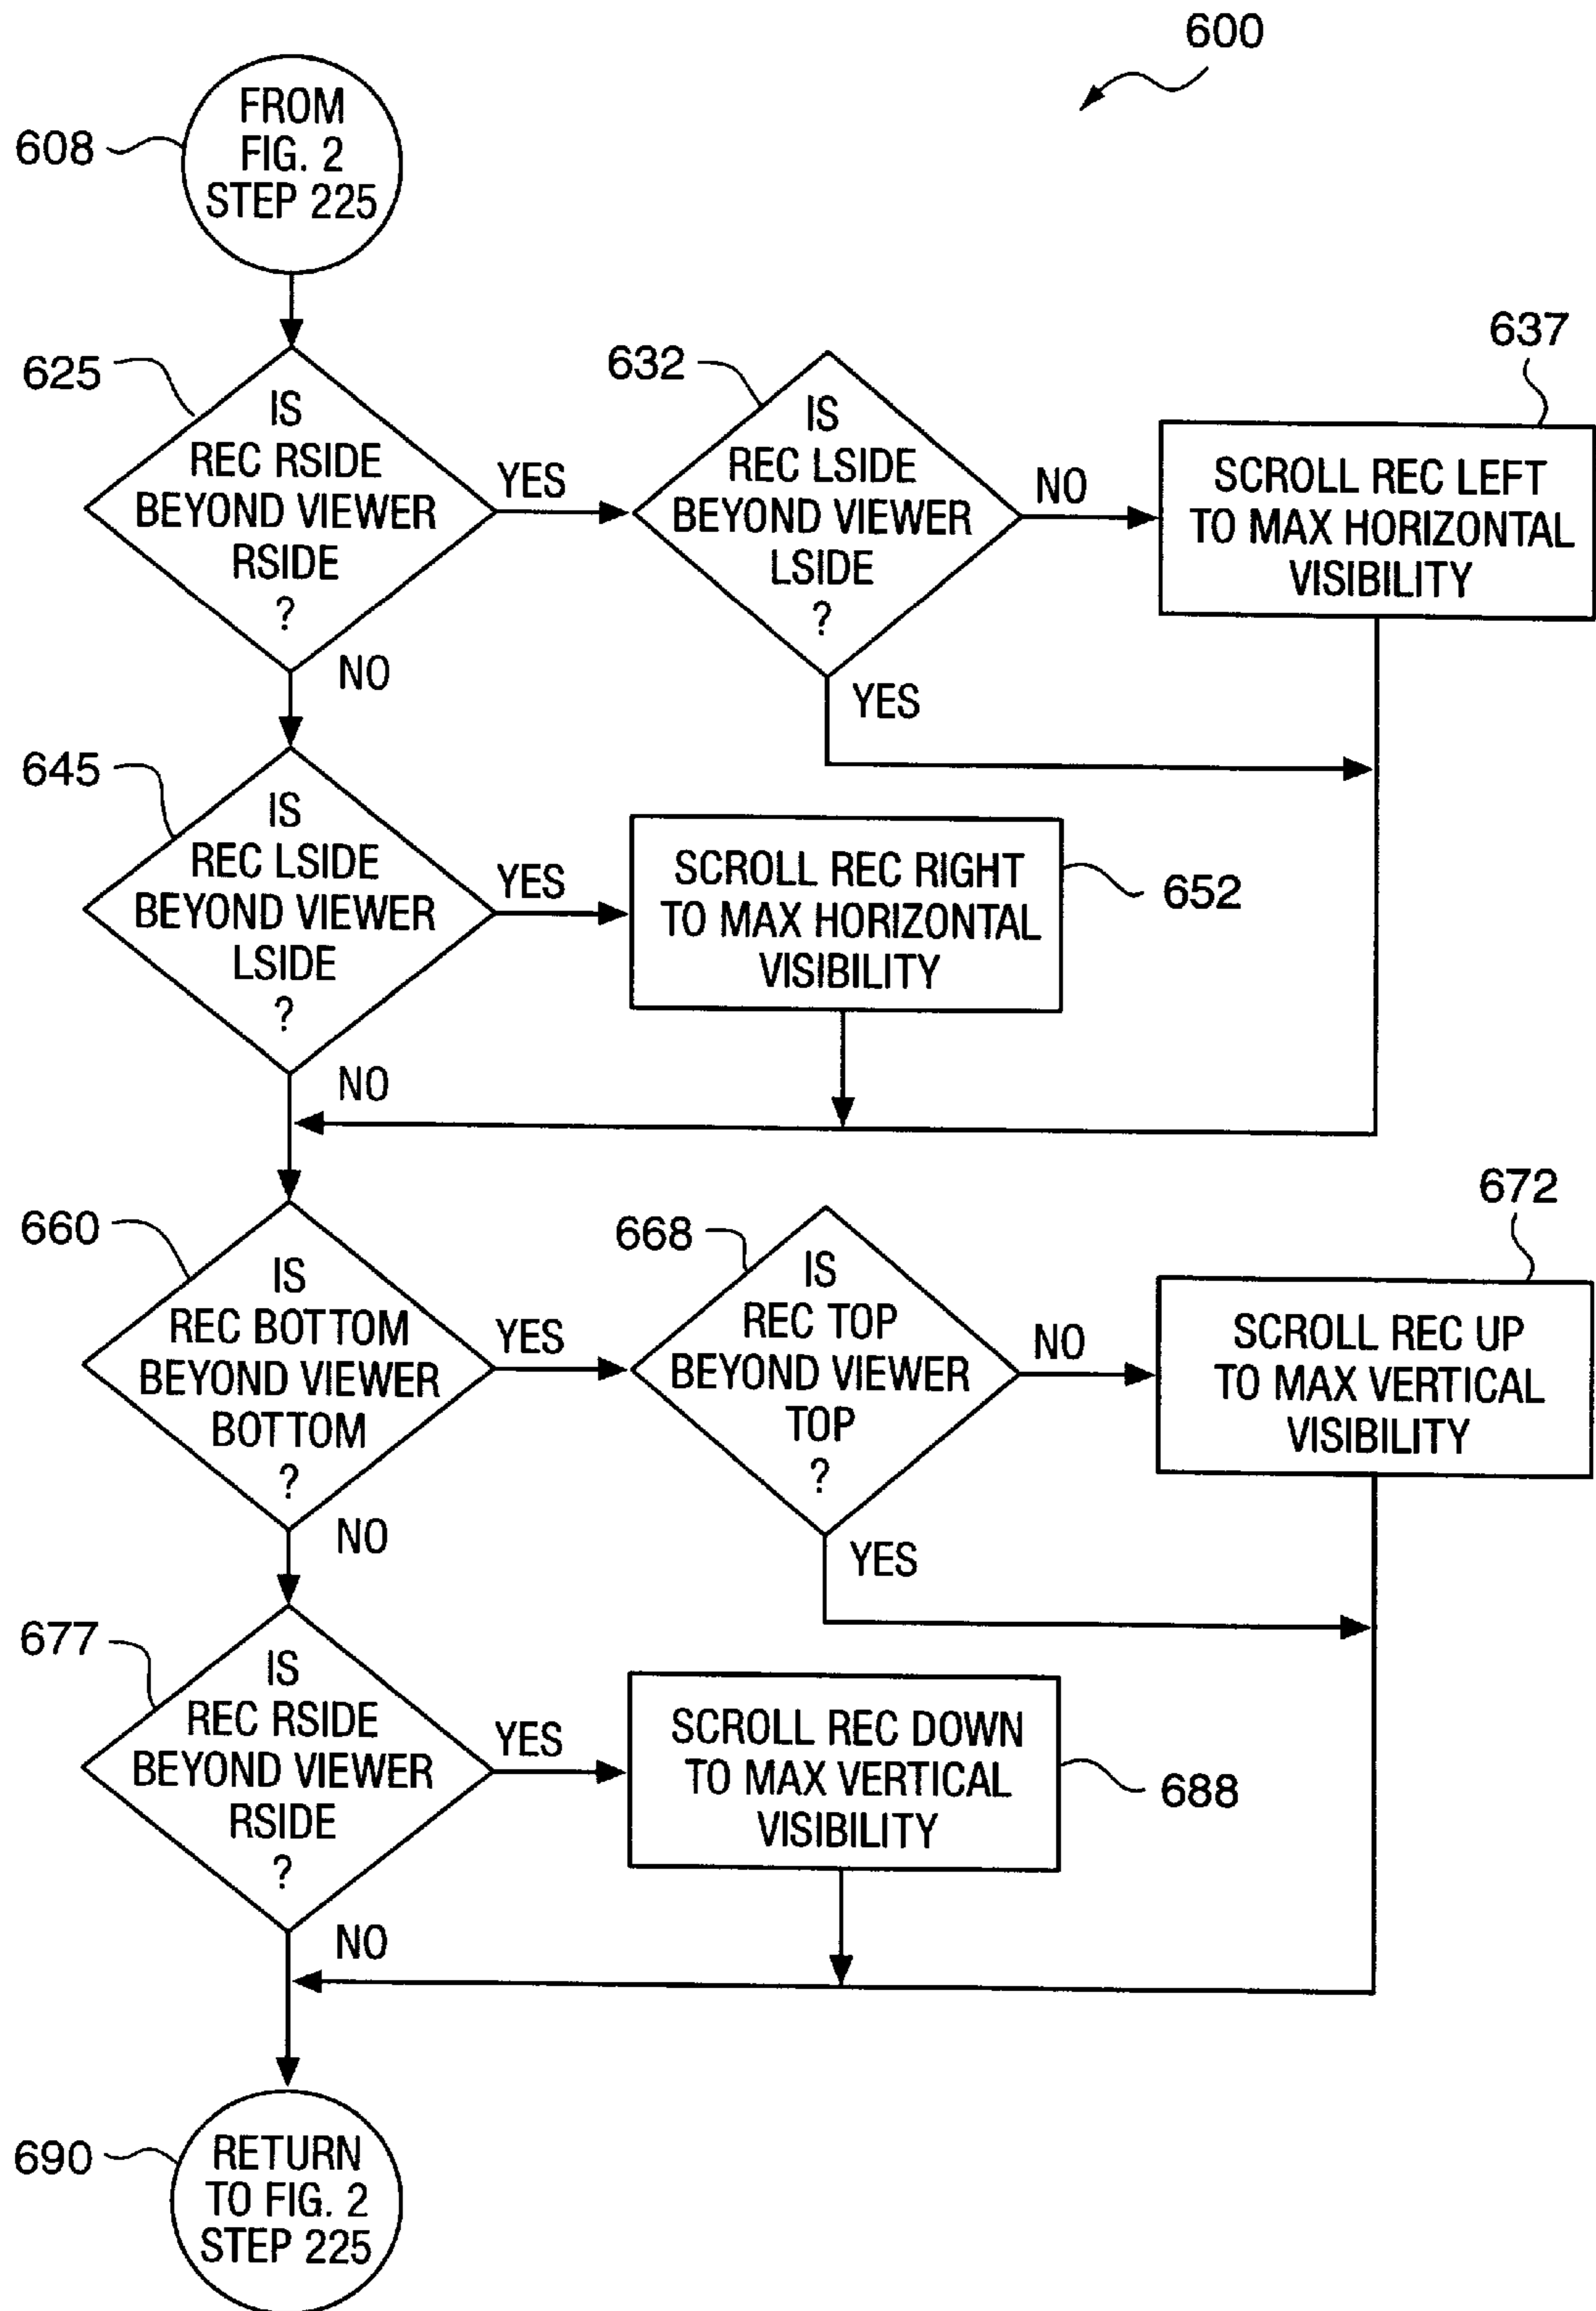 600
608
FROM
FIG. 2
STEP 225
625
IS
REC RSIDE
BEYOND VIEWER
RSIDE
?
YES
NO
632
IS
REC LSIDE
BEYOND VIEWER
LSIDE
?
NO
YES
637
SCROLL REC LEFT
TO MAX HORIZONTAL
VISIBILITY
645
IS
REC LSIDE
BEYOND VIEWER
LSIDE
?
YES
NO
SCROLL REC RIGHT
TO MAX HORIZONTAL
VISIBILITY
652
660
IS
REC BOTTOM
BEYOND VIEWER
BOTTOM
?
YES
NO
668
IS
REC TOP
BEYOND VIEWER
TOP
?
NO
YES
672
SCROLL REC UP
TO MAX VERTICAL
VISIBILITY
677
IS
REC RSIDE
BEYOND VIEWER
RSIDE
?
YES
NO
SCROLL REC DOWN
TO MAX VERTICAL
VISIBILITY
688
690
RETURN
TO FIG. 2
STEP 225